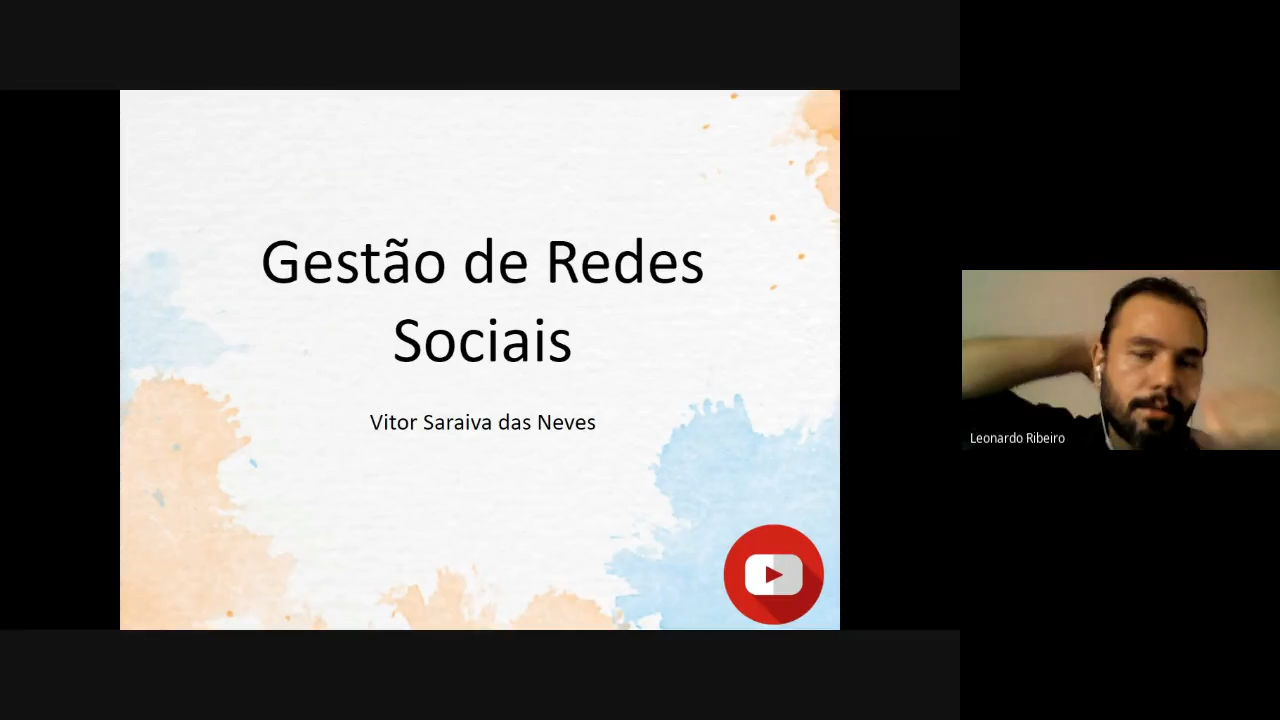 Gestão de Redes
Sociais
Vitor Saraiva das Neves
Leonardo Ribeiro